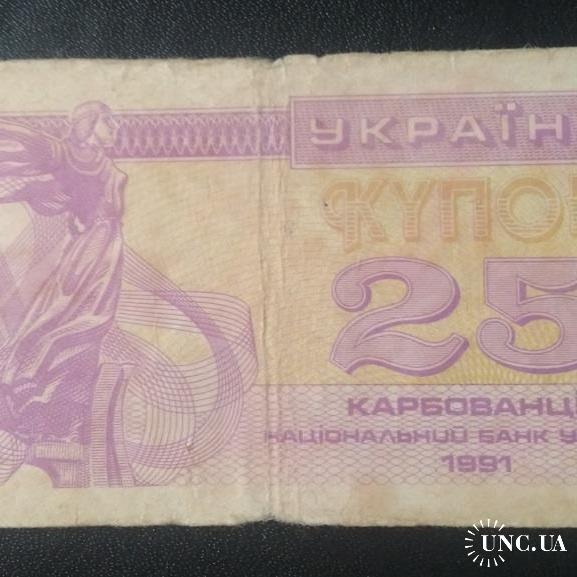 УКРАЇН
КУПО
25
КАРБОВАНЦ
НАЦІОНАЛЬНИЙ БАНК У
1991
UNC.UA